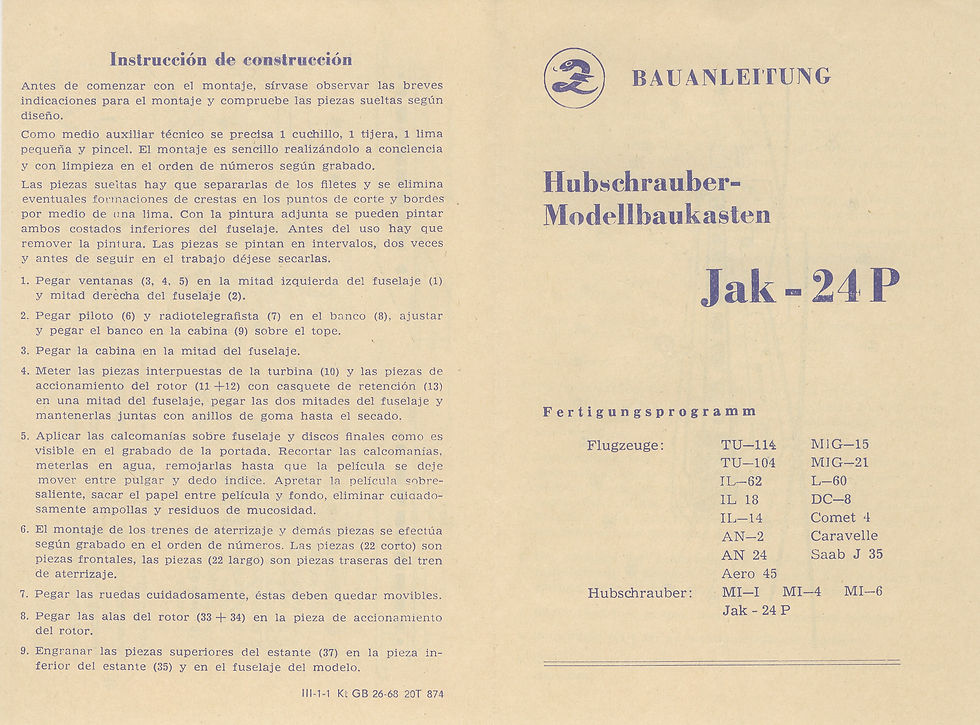 Instrucción de construcción
Antes de comenzar con el montaje, sírvase observar las breves
indicaciones para el montaje y compruebe las piezas sueltas según
diseño.
Como medio auxiliar técnico se precisa 1 cuchillo, 1 tijera, 1 lima
pequeña y pincel. El montaje es sencillo realizándolo a conclencia
y con limpieza en el orden de números según grabado.
Las piezas sueltas hay que separarlas de los filetes y se elimina
eventuales formaciones de crestas en los puntos de corte y bordes
por medio de una lima. Con la pintura adjunta se pueden pintar
ambos costados inferiores del fuselaje. Antes del uso hay que
remover la pintura. Las piezas se pintan en intervalos, dos veces
y antes de seguir en el trabajo déjese secarlas.
1. Pegar ventanas (3, 4, 5) en la mitad izquierda del fuselaje (1)
y mitad derècha del fuselaje (2).
2. Pegar piloto (6) y radiotelegrafista (7) en el banco (8), ajustar
y pegar el banco en la cabina (9) sobre el tope.
3. Pegar la cabina en la mitad del fuselaje.
4. Meter las piezas interpuestas de la turbina (10) y las piezas de
accionamiento del rotor (11 +12) con casquete de retención (13)
en una mitad del fuselaje, pegar las dos mitades del fuselaje y
mantenerlas juntas con anillos de goma hasta el secado.
5. Aplicar las calcomanías sobre fuselaje y discos finales como es
visible en el grabado de la portada. Recortar las calcomanías,
meterlas en agua, remojarlas hasta que la película se deje
mover entre pulgar y dedo indice. Apretar la película sobre-
saliente, sacar el papel entre película y fondo, eliminar cuidado-
samente ampollas y residuos de mucosidad.
6. El montaje de los trenes de aterrizaje y demás piezas se efectúa
según grabado en el orden de números. Las piezas (22 corto) son
piezas frontales, las piezas (22 largo) son piezas traseras del tren
de aterrizaje.
7. Pegar las ruedas cuidadosamente, éstas deben quedar movibles.
8. Pegar las alas del rotor (33 + 34) en la pieza de accionamiento
del rotor.
9. Engranar las piezas superiores del estante (37) en la pieza in-
ferior del estante (35) y en el fuselaje del modelo.
III-1-1 Kt GB 26-68 20T 874
BAUANLEITUNG
Hubschrauber-
Modellbaukasten
Jak - 24 P
Fertigungsprogramm
Flugzeuge: TU—114 MIG—15
TU—104 MIG—21
IL—62 L—60
IL 18 DC—8
IL—14 Comet 4
AN—2 Caravelle
AN 24 Saab J 35
Aero 45
Hubschrauber: MI—I MI—4 MI—6
Jak - 24 P